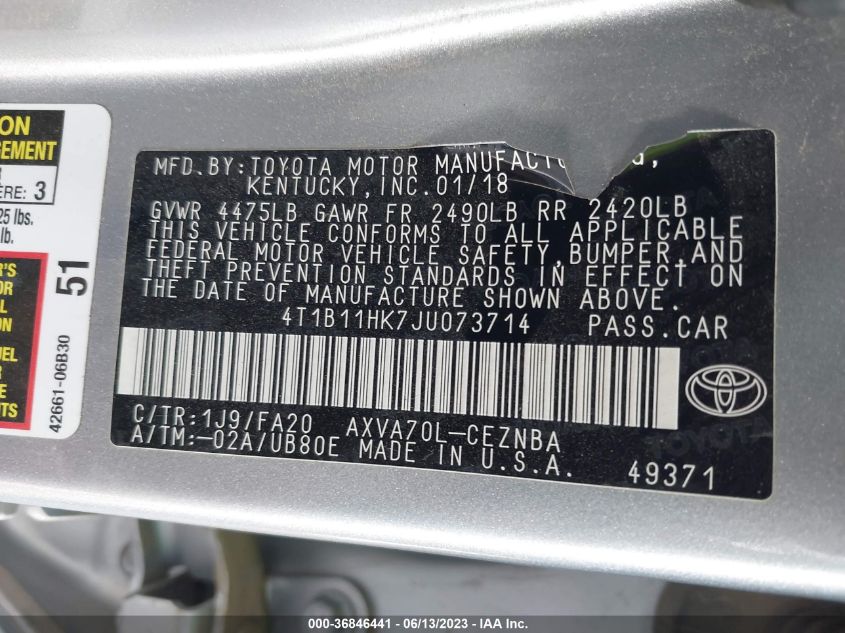 ON
GEMENT
ERE: 3
25 lbs.
lb.
51
42661-06B30
MFD.BY:TOYOTA MOTOR
KENTUCKY,INC.01/18
GVWR 4475LB GAWR FR 2490LB RR 2420LB
THIS VEHICLE CONFORMS TO ALL APPLICABLE
FEDERAL MOTOR VEHICLE SAFETY,BUMPER,AND
THEFT PREVENTION STANDARDS IN EFFECT ON
THE DATE OF MANUFACTURE SHOWN ABOVE.
4T1B11HK7JU073714 PASS.CAR
C/TR:1J9/FA20 AXVA70L-CEZNBA
A/TM:-02A/UB80E MADE IN U.S.A.
49371
TOYOTA
000-36846441 - 06/13/2023 - IAA Inc.